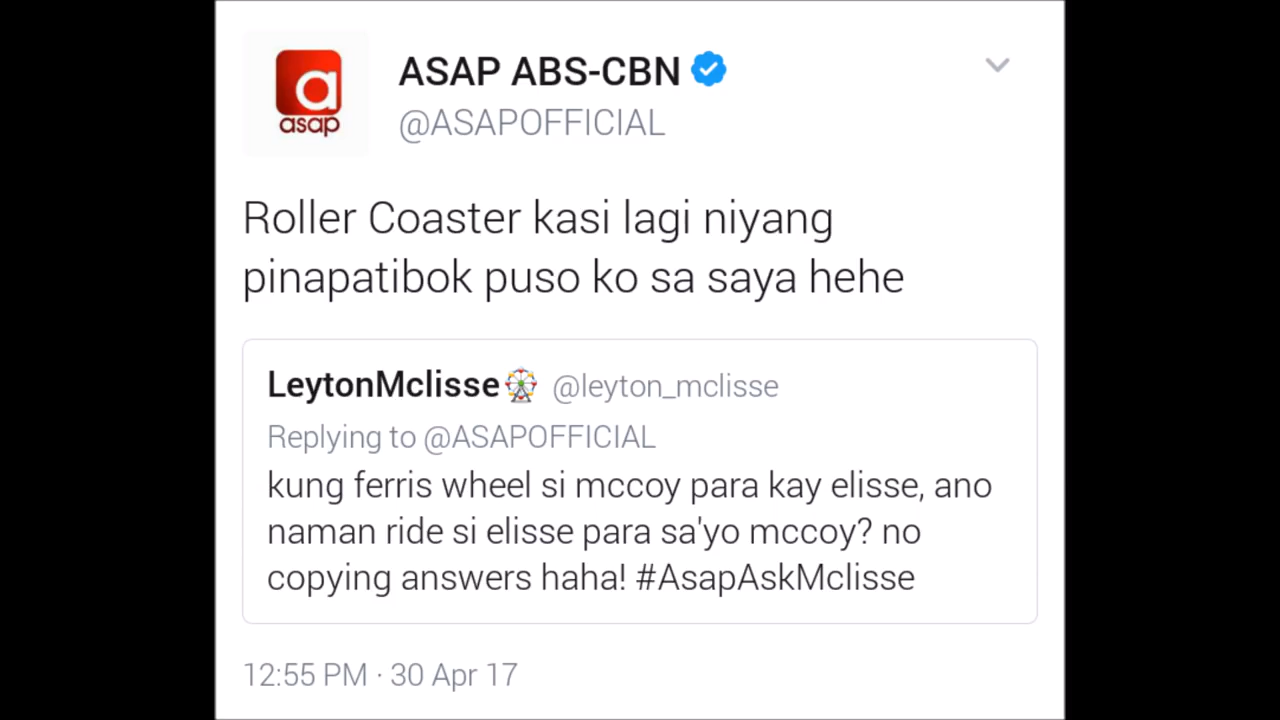 a
asap
ASAP ABS-CBN
@ASAPOFFICIAL
Roller Coaster kasi lagi niyang
pinapatibok puso ko sa saya hehe
LeytonMclisse🎡 @leyton_mclisse
Replying to @ASAPOFFICIAL
kung ferris wheel si mccoy para kay elisse, ano
naman ride si elisse para sa'yo mccoy? no
copying answers haha! #AsapAskMclisse
12:55 PM · 30 Apr 17